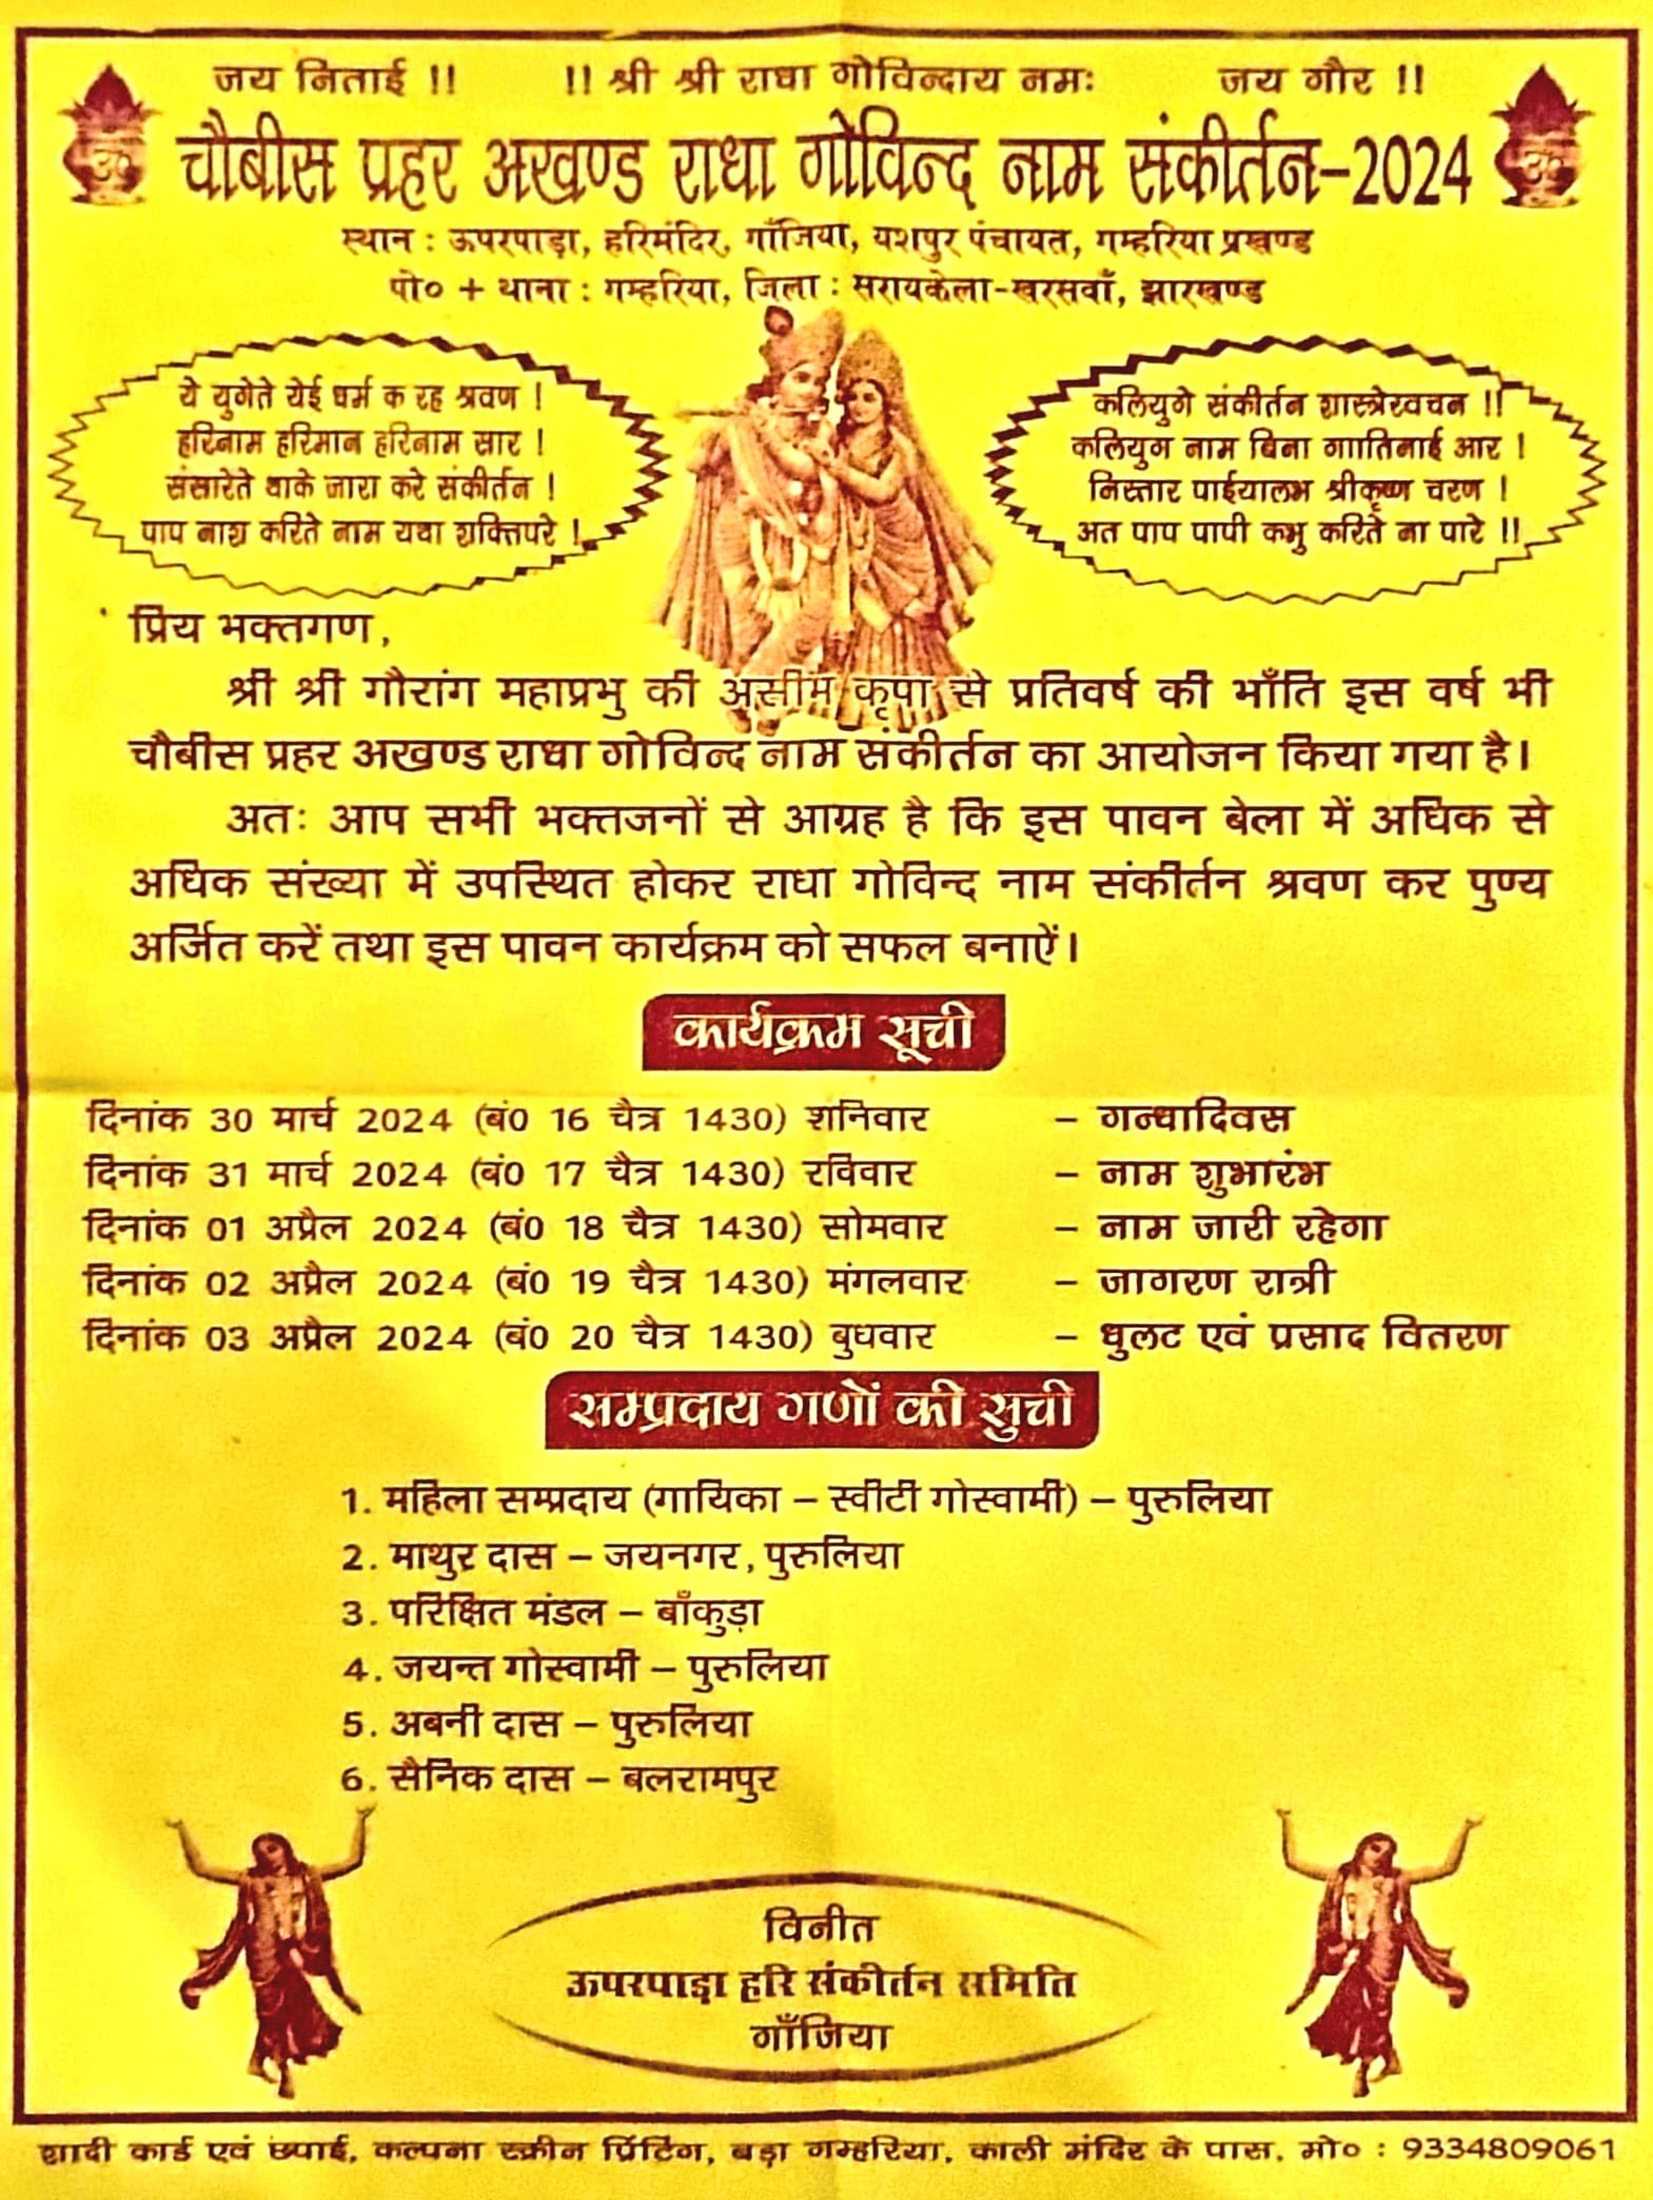 जय निताई !! !! श्री श्री राधा गोविन्दाय नमः जय गौर !!
चौबीस प्रहर अखण्ड राधा गोविन्द नाम संकीर्तन-2024
स्थान : ऊपरपाड़ा, हरिमंदिर, गाँजिया, यशपुर पंचायत, गम्हरिया प्रखण्ड
पो० + थाना : गम्हरिया, जिला : सरायकेला-खरसवाँ, झारखण्ड
ये युगेते येई धर्म क रह श्रवण !
हरिनाम हरिमान हरिनाम सार !
संसारेते थाके जारा करे संकीर्तन !
पाप नाश करिते नाम यथा शक्तिपरे !
कलियुगे संकीर्तन शास्त्रेरवचन !!
कलियुग नाम बिना गाातिनाई आर !
निस्तार पाईयालभ श्रीकृष्ण चरण !
अत पाप पापी कभु करिते ना पारे !!
प्रिय भक्तगण,
श्री श्री गौरांग महाप्रभु की असीम कृपा से प्रतिवर्ष की भाँति इस वर्ष भी
चौबीस प्रहर अखण्ड राधा गोविन्द नाम संकीर्तन का आयोजन किया गया है।
अतः आप सभी भक्तजनों से आग्रह है कि इस पावन बेला में अधिक से
अधिक संख्या में उपस्थित होकर राधा गोविन्द नाम संकीर्तन श्रवण कर पुण्य
अर्जित करें तथा इस पावन कार्यक्रम को सफल बनाऐं।
कार्यक्रम सूची
दिनांक 30 मार्च 2024 (बं0 16 चैत्र 1430) शनिवार - गन्धादिवस
दिनांक 31 मार्च 2024 (बं0 17 चैत्र 1430) रविवार - नाम शुभारंभ
दिनांक 01 अप्रैल 2024 (बं0 18 चैत्र 1430) सोमवार - नाम जारी रहेगा
दिनांक 02 अप्रैल 2024 (बं0 19 चैत्र 1430) मंगलवार - जागरण रात्री
दिनांक 03 अप्रैल 2024 (बं0 20 चैत्र 1430) बुधवार - धुलट एवं प्रसाद वितरण
सम्प्रदाय गणों की सुची
1. महिला सम्प्रदाय (गायिका – स्वीटी गोस्वामी) – पुरुलिया
2. माथुर दास – जयनगर, पुरुलिया
3. परिक्षित मंडल – बाँकुड़ा
4. जयन्त गोस्वामी – पुरुलिया
5. अबनी दास – पुरुलिया
6. सैनिक दास – बलरामपुर
विनीत
ऊपरपाड़ा हरि संकीर्तन समिति
गाँजिया
शादी कार्ड एवं छपाई, कल्पना स्क्रीन प्रिंटिंग, बड़ा गम्हरिया, काली मंदिर के पास, मो० : 9334809061